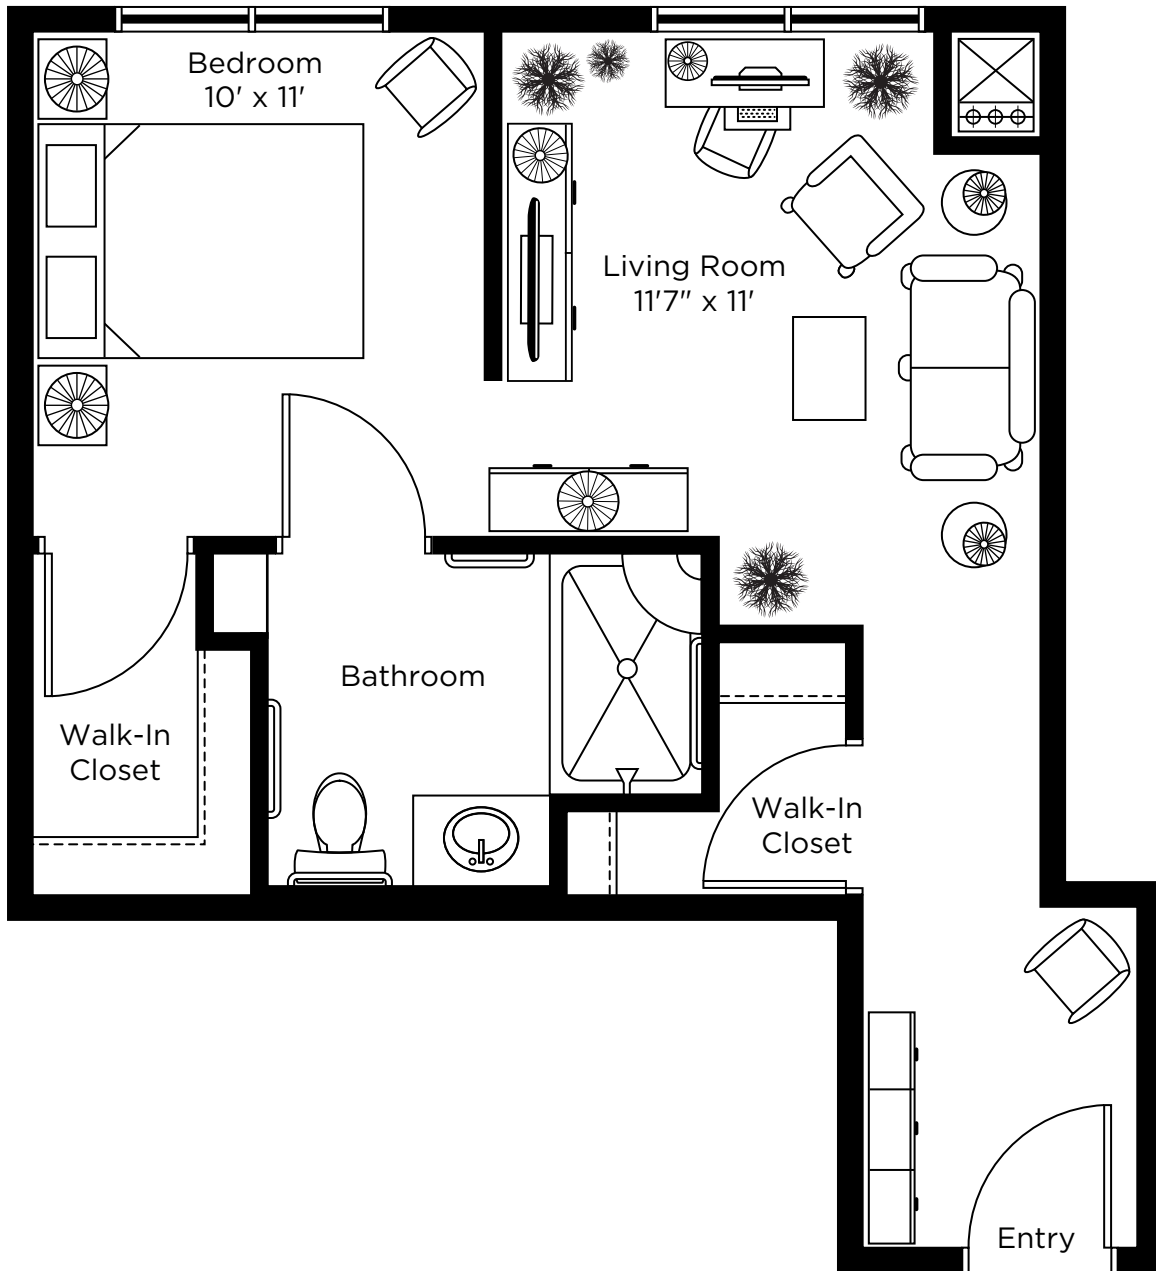 Bedroom
10' x 11'
Living Room
11'7" x 11'
Bathroom
Walk-In
Closet
Walk-In
Closet
Entry